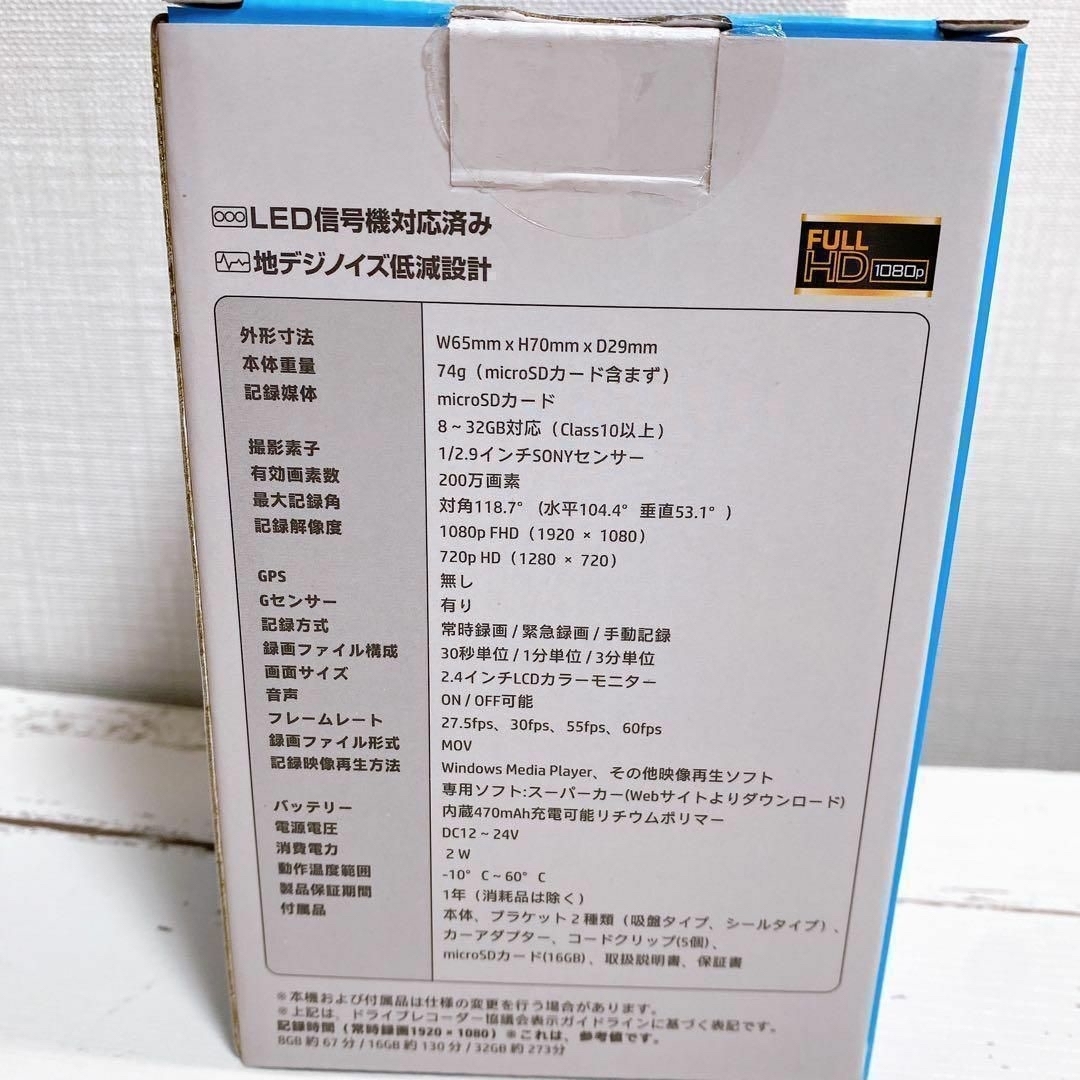 LED信号機対応済み
地デジノイズ低減設計
FULL
HD 1080p
外形寸法 W65mm x H70mm x D29mm
本体重量 74g（microSDカード含まず）
記録媒体 microSDカード
8～32GB対応（Class10以上）
撮影素子 1/2.9インチSONYセンサー
有効画素数 200万画素
最大記録角 対角118.7°（水平104.4° 垂直53.1°）
記録解像度 1080p FHD（1920 × 1080）
720p HD（1280 × 720）
GPS 無し
Gセンサー 有り
記録方式 常時録画 / 緊急録画 / 手動記録
録画ファイル構成 30秒単位 / 1分単位 / 3分単位
画面サイズ 2.4インチLCDカラーモニター
音声 ON / OFF可能
フレームレート 27.5fps、30fps、55fps、60fps
録画ファイル形式 MOV
記録映像再生方法 Windows Media Player、その他映像再生ソフト
専用ソフト:スーパーカー(Webサイトよりダウンロード)
バッテリー 内蔵470mAh充電可能リチウムポリマー
電源電圧 DC12～24V
消費電力 2W
動作温度範囲 -10°C～60°C
製品保証期間 1年（消耗品は除く）
付属品 本体、ブラケット2種類（吸盤タイプ、シールタイプ）、
カーアダプター、コードクリップ(5個)、
microSDカード(16GB)、取扱説明書、保証書
※本機および付属品は仕様の変更を行う場合があります。
※上記は、ドライブレコーダー協議会表示ガイドラインに基づく表記です。
記録時間（常時録画1920×1080）※これは、参考値です。
8GB 約67分 / 16GB 約130分 / 32GB 約273分